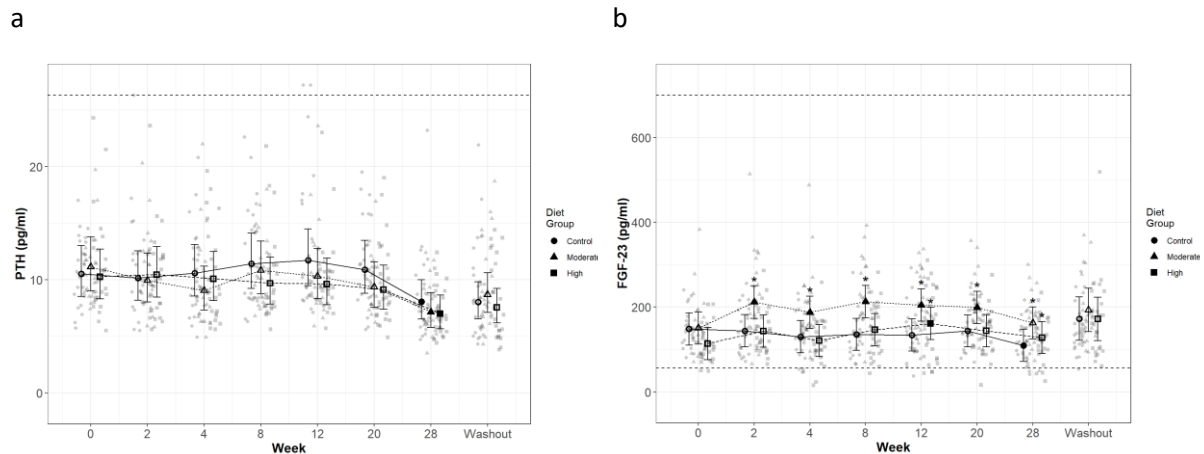 a
b
PTH (pg/ml)
20
10
0
0 2 4 8 12 20 28 Washout
Week
Diet
Group
Control
Moderate
High
FGF-23 (pg/ml)
600
400
200
0
* * * * * *
* *
0 2 4 8 12 20 28 Washout
Week
Diet
Group
Control
Moderate
High